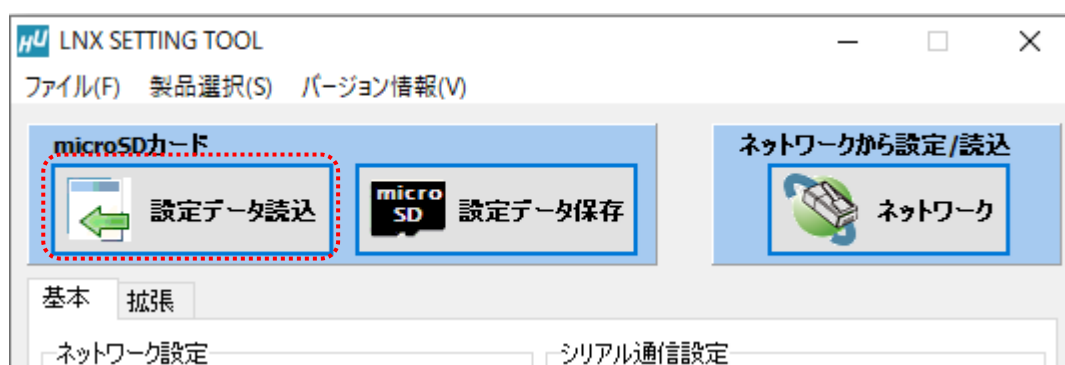 HU LNX SETTING TOOL
ファイル(F) 製品選択(S) バージョン情報(V)
microSDカード
ネットワークから設定/読込
設定データ読込
micro SD
設定データ保存
ネットワーク
基本 拡張
ネットワーク設定 シリアル通信設定